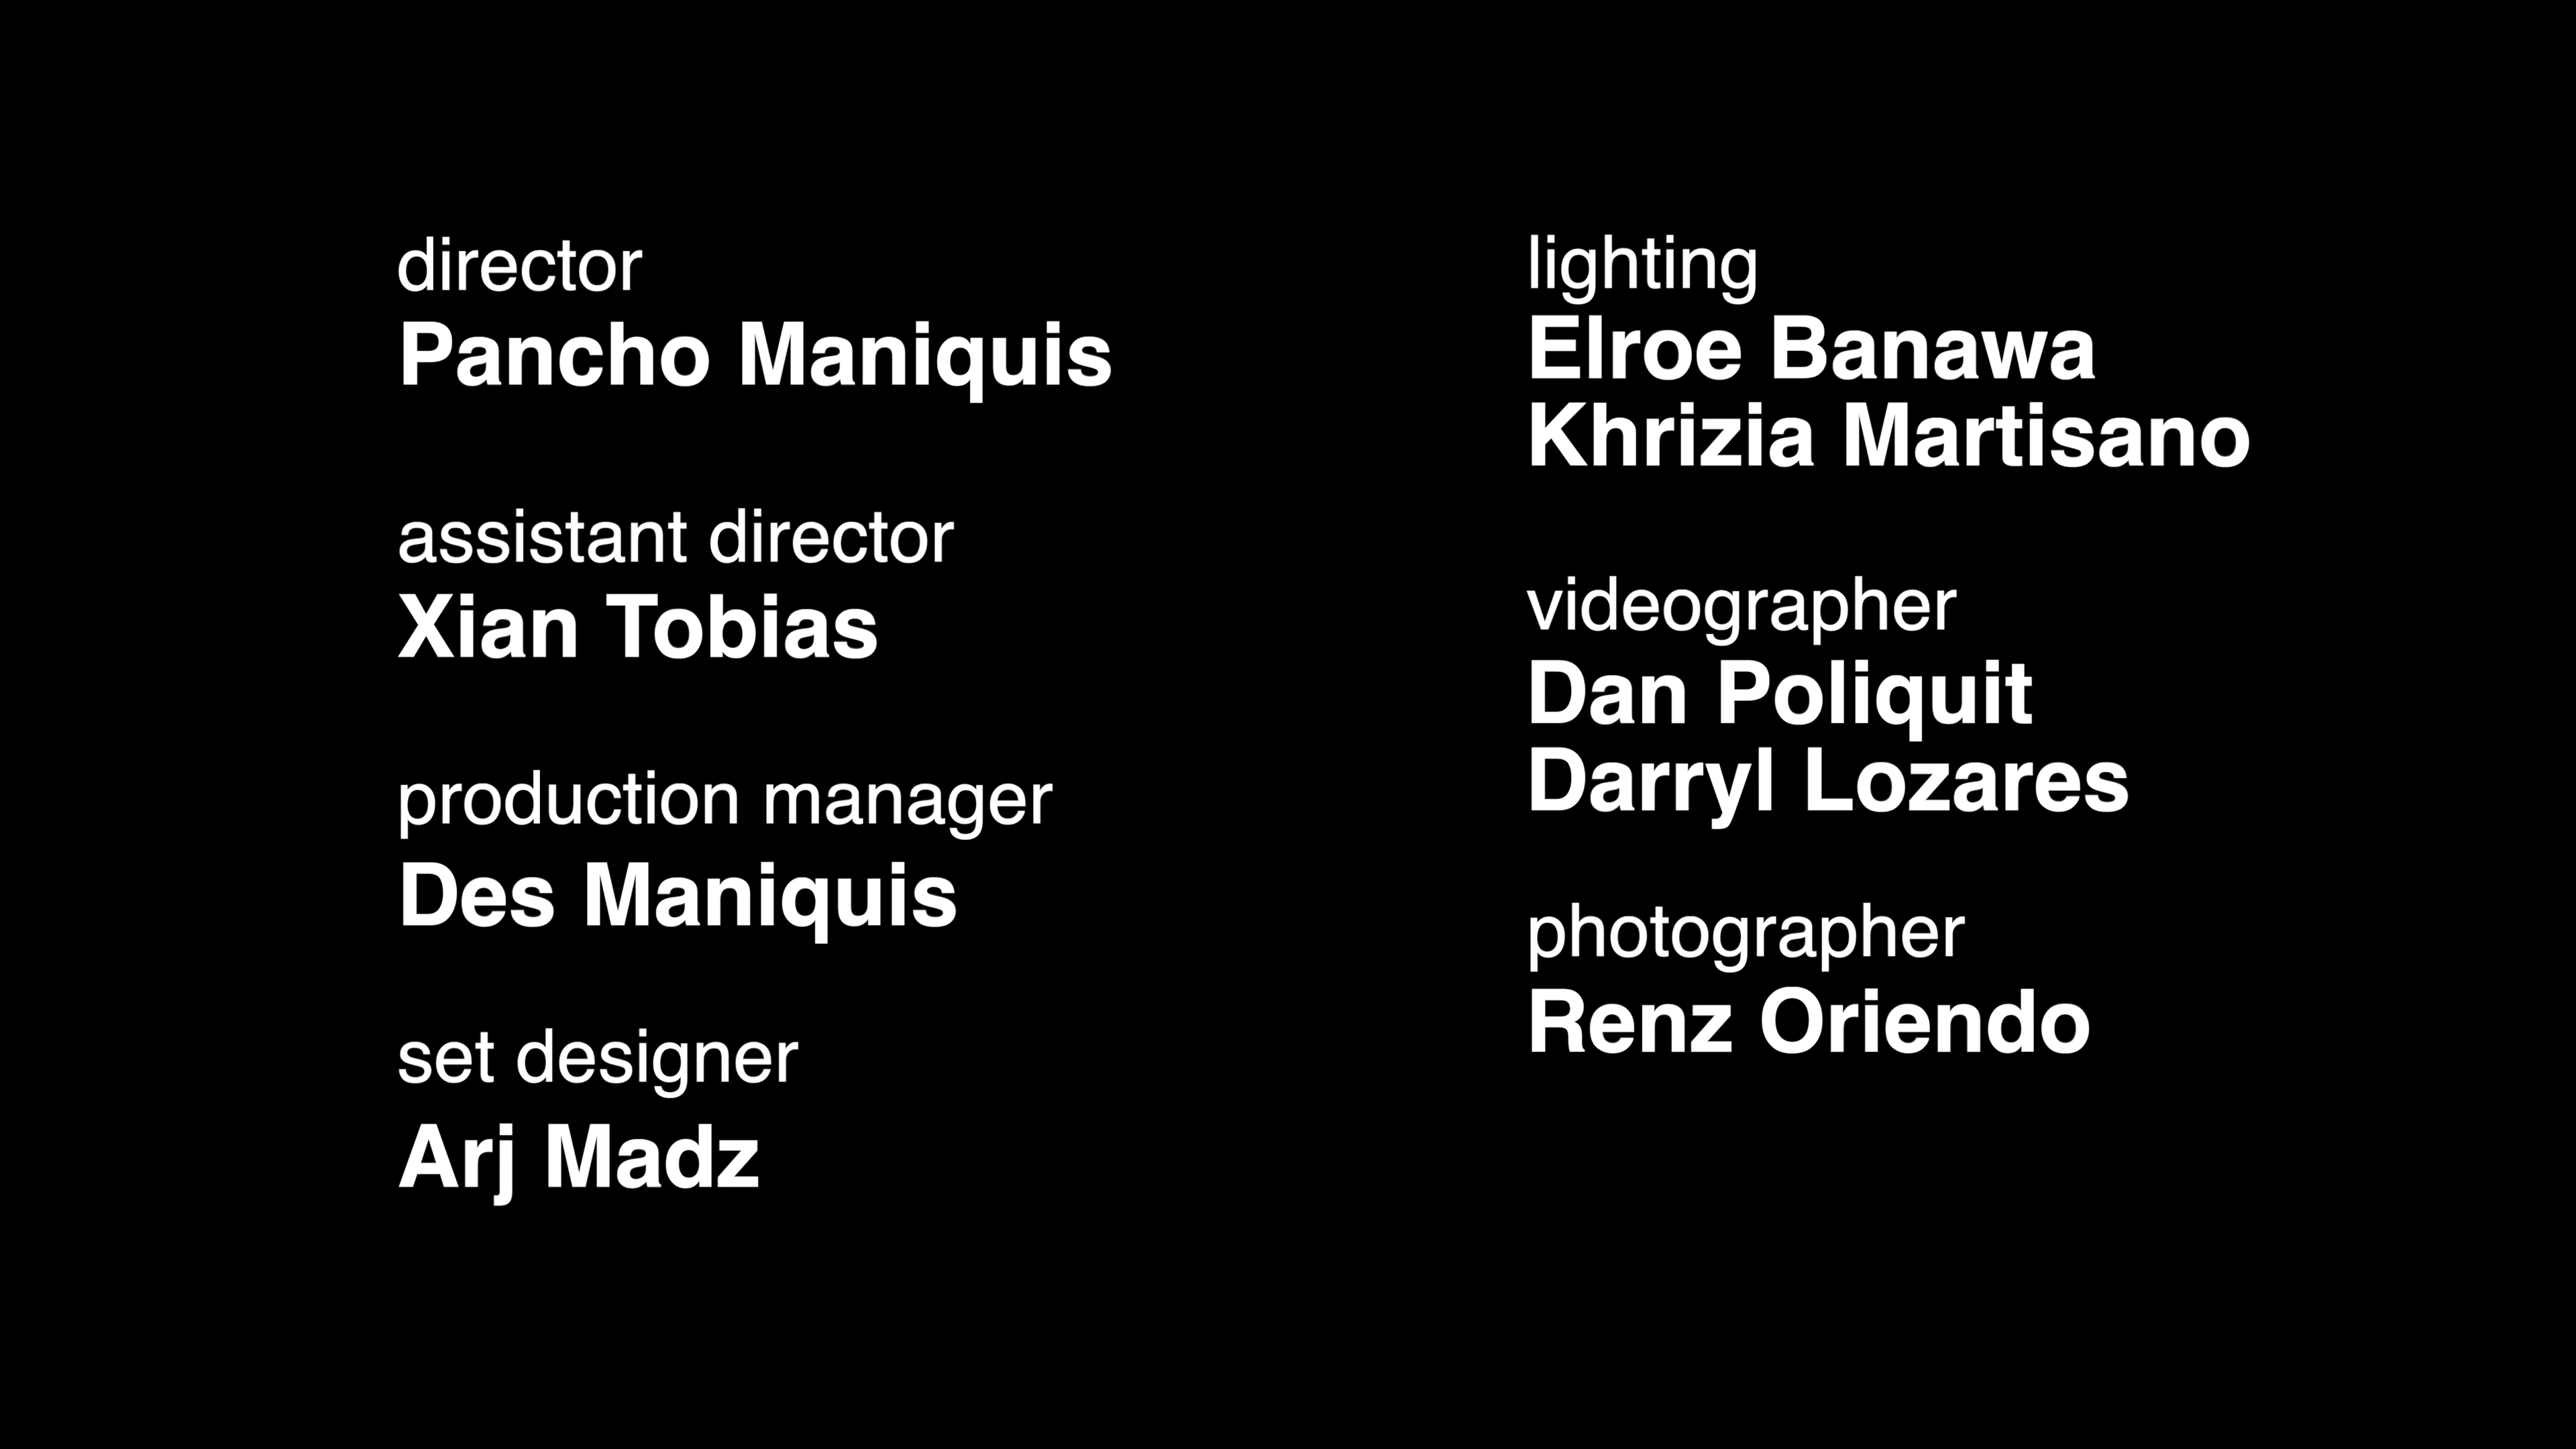 director
Pancho Maniquis
assistant director
Xian Tobias
production manager
Des Maniquis
set designer
Arj Madz
lighting
Elroe Banawa
Khrizia Martisano
videographer
Dan Poliquit
Darryl Lozares
photographer
Renz Oriendo